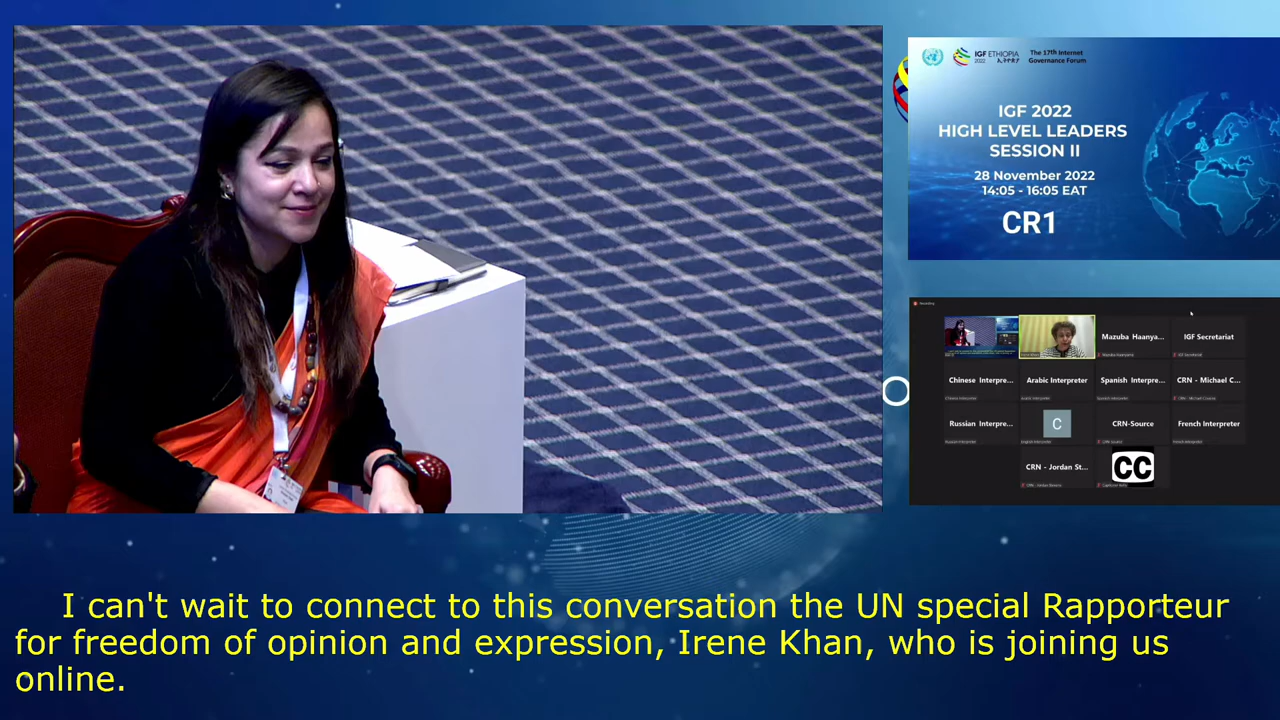 IGF ETHIOPIA
2022 ኢትዮጵያ
The 17th Internet
Governance Forum
IGF 2022
HIGH LEVEL LEADERS
SESSION II
28 November 2022
14:05 - 16:05 EAT
CR1
Mazuba Haanya...
IGF Secretariat
Chinese Interpre...
Arabic Interpreter
Spanish Interpre...
CRN - Michael C...
Russian Interpre...
C
CRN-Source
French Interpreter
CRN - Jordan St...
CC
I can't wait to connect to this conversation the UN special Rapporteur
for freedom of opinion and expression, Irene Khan, who is joining us
online.